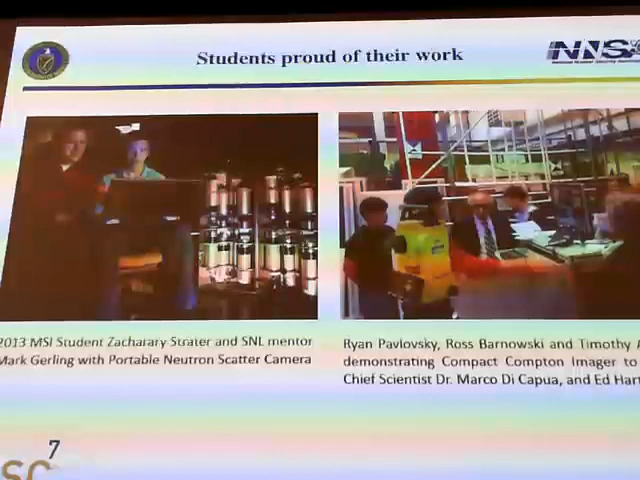 Students proud of their work
NNS
2013 MSI Student Zacharary Strater and SNL mentor
Mark Gerling with Portable Neutron Scatter Camera
Ryan Pavlovsky, Ross Barnowski and Timothy A
demonstrating Compact Compton Imager to
Chief Scientist Dr. Marco Di Capua, and Ed Hart
7
SC